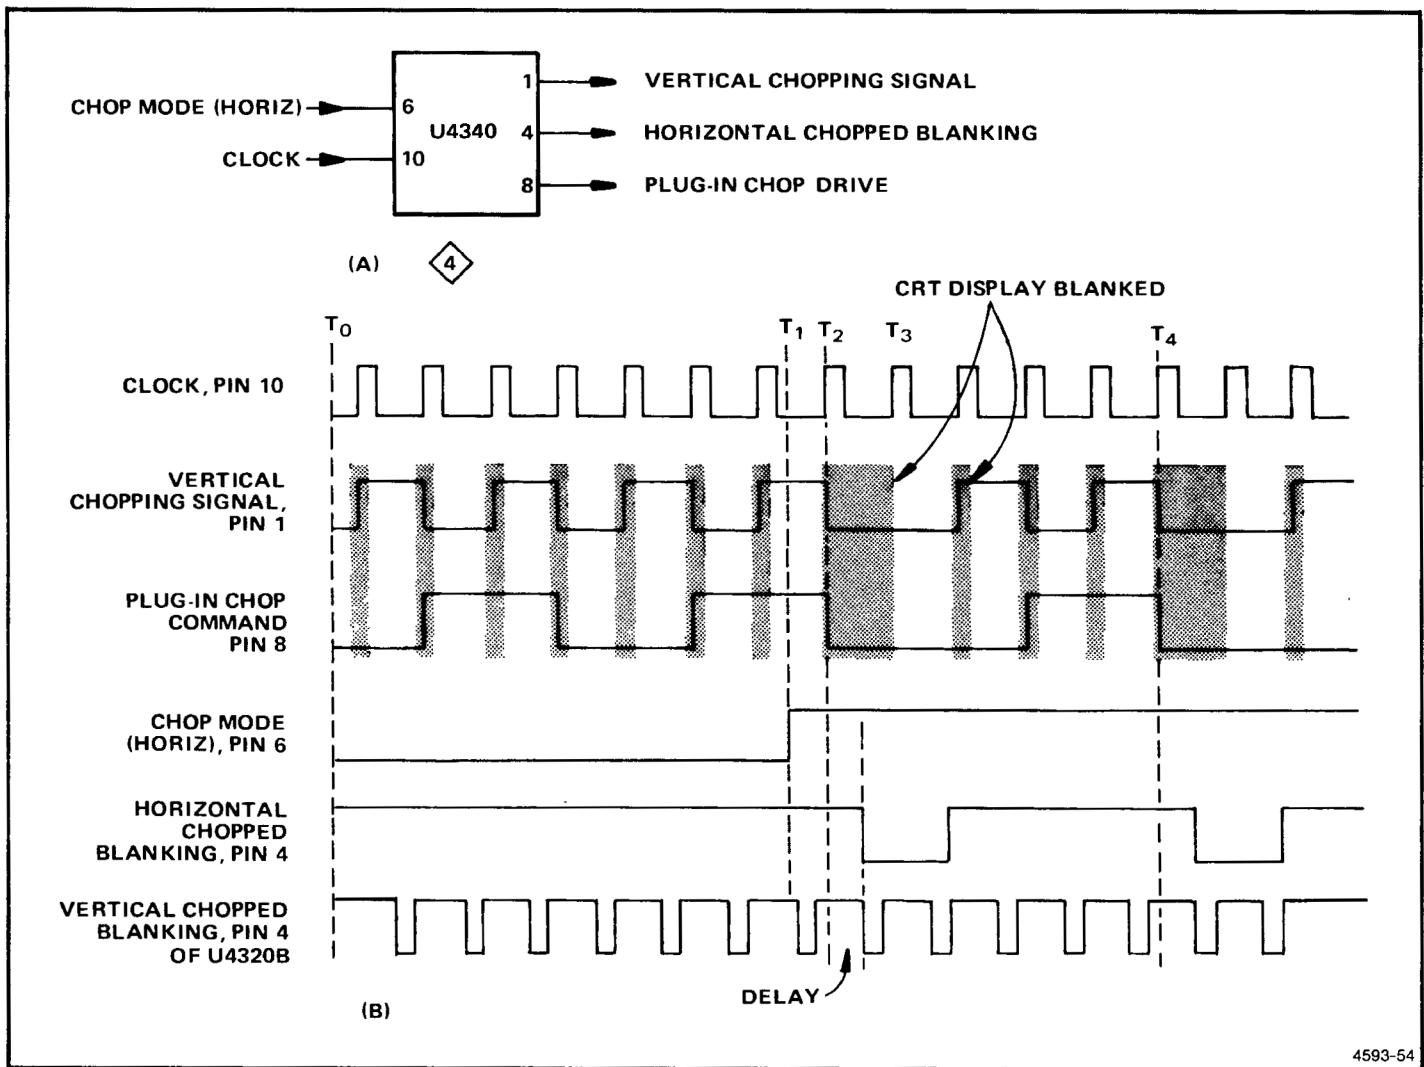 CHOP MODE (HORIZ)
CLOCK
6
10
U4340
1
4
8
VERTICAL CHOPPING SIGNAL
HORIZONTAL CHOPPED BLANKING
PLUG-IN CHOP DRIVE
(A)
4
CRT DISPLAY BLANKED
T0
T1
T2
T3
T4
CLOCK, PIN 10
VERTICAL
CHOPPING SIGNAL,
PIN 1
PLUG-IN CHOP
COMMAND
PIN 8
CHOP MODE
(HORIZ), PIN 6
HORIZONTAL
CHOPPED
BLANKING, PIN 4
VERTICAL CHOPPED
BLANKING, PIN 4
OF U4320B
DELAY
(B)
4593-54